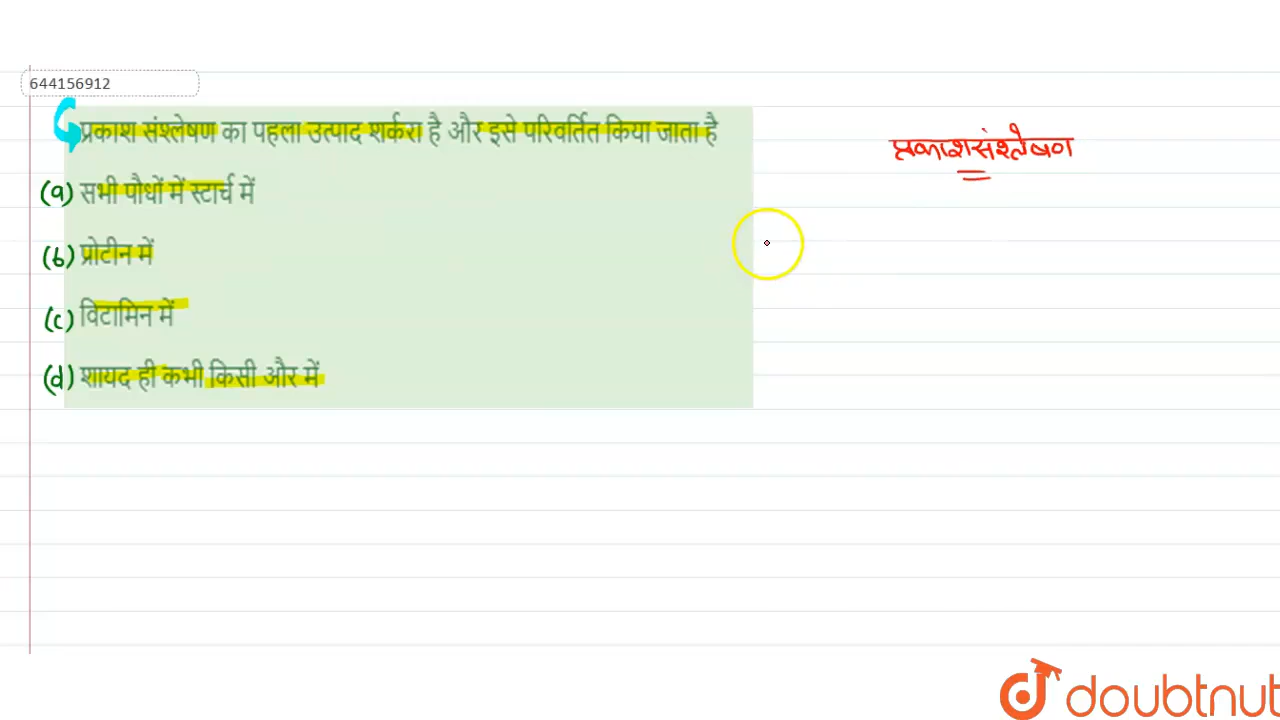 644156912
प्रकाश संश्लेषण का पहला उत्पाद शर्करा है और इसे परिवर्तित किया जाता है
(a) सभी पौधों में स्टार्च में
(b) प्रोटीन में
(c) विटामिन में
(d) शायद ही कभी किसी और में
प्रकाशसंश्लेषण
doubtnut